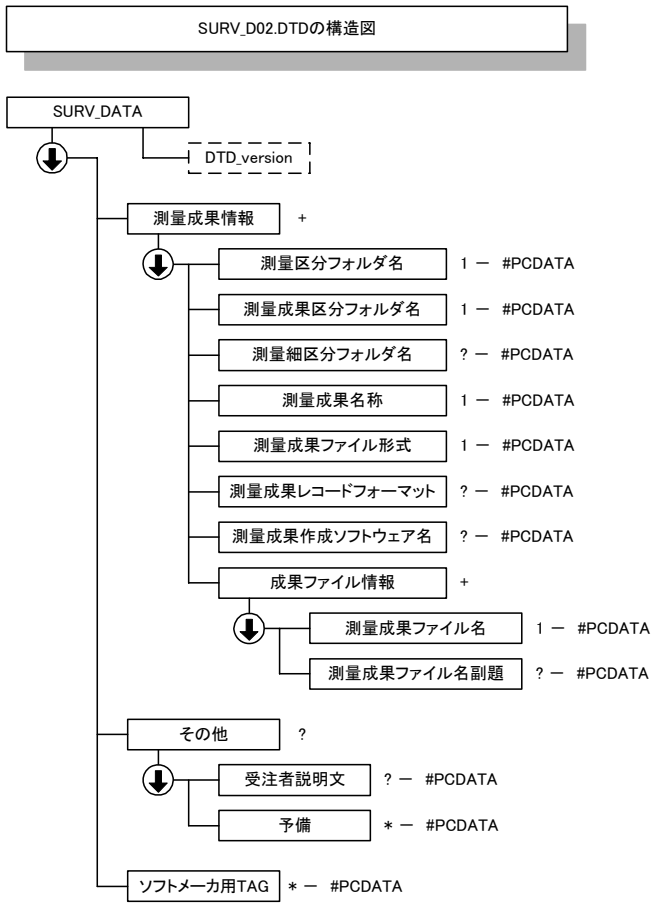 SURV_D02.DTDの構造図
SURV_DATA
DTD_version
測量成果情報 +
測量区分フォルダ名 1 － #PCDATA
測量成果区分フォルダ名 1 － #PCDATA
測量細区分フォルダ名 ? － #PCDATA
測量成果名称 1 － #PCDATA
測量成果ファイル形式 1 － #PCDATA
測量成果レコードフォーマット ? － #PCDATA
測量成果作成ソフトウェア名 ? － #PCDATA
成果ファイル情報 +
測量成果ファイル名 1 － #PCDATA
測量成果ファイル名副題 ? － #PCDATA
その他 ?
受注者説明文 ? － #PCDATA
予備 * － #PCDATA
ソフトメーカ用TAG * － #PCDATA